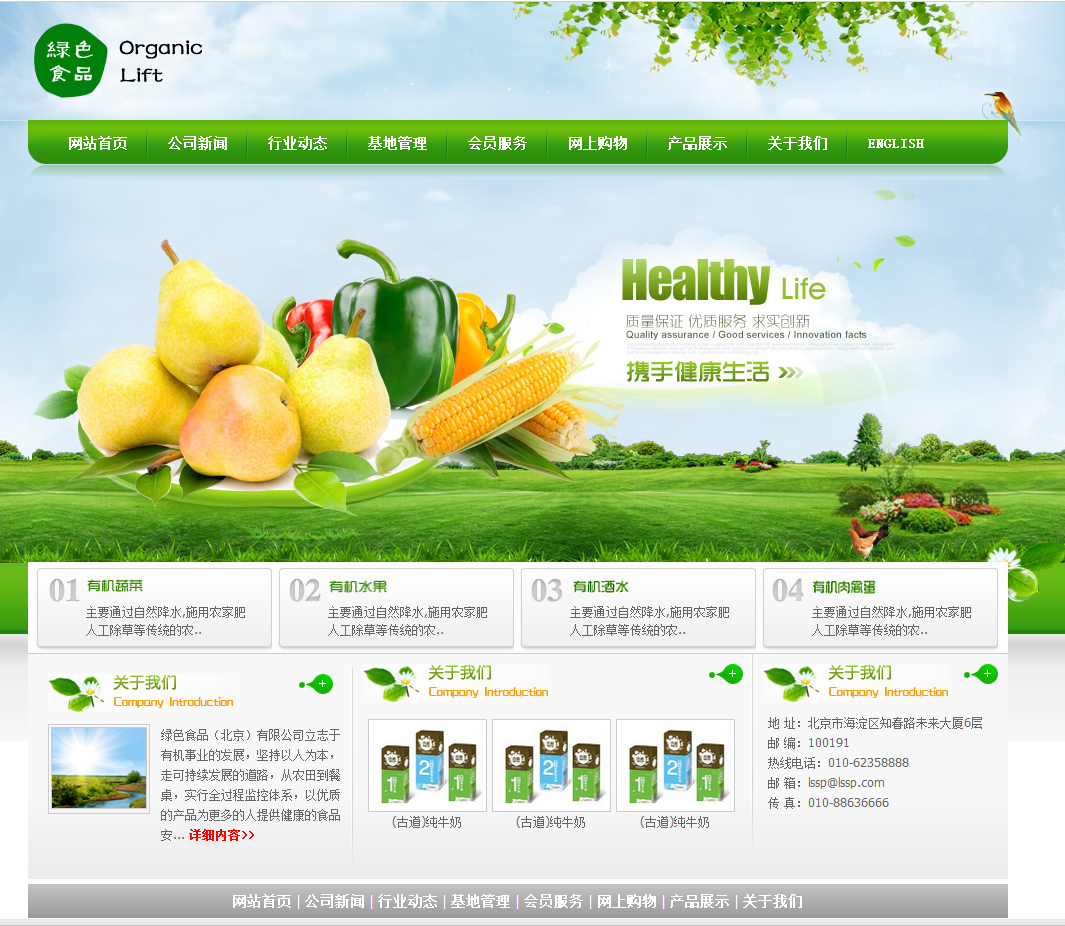 緑色
食品
Organic
Lift
网站首页 公司新闻 行业动态 基地管理 会员服务 网上购物 产品展示 关于我们 ENGLISH
Healthy Life
质量保证 优质服务 求实创新
Quality assurance / Good services / Innovation facts
携手健康生活
01 有机蔬菜
主要通过自然降水,施用农家肥
人工除草等传统的农..
02 有机水果
主要通过自然降水,施用农家肥
人工除草等传统的农..
03 有机酒水
主要通过自然降水,施用农家肥
人工除草等传统的农..
04 有机肉禽蛋
主要通过自然降水,施用农家肥
人工除草等传统的农..
关于我们
Company Introduction
绿色食品（北京）有限公司立志于
有机事业的发展，坚持以人为本，
走可持续发展的道路，从农田到餐
桌，实行全过程监控体系，以优质
的产品为更多的人提供健康的食品
安... 详细内容>>
关于我们
Company Introduction
(古道)纯牛奶 (古道)纯牛奶 (古道)纯牛奶
关于我们
Company Introduction
地 址：北京市海淀区知春路未来大厦6层
邮 编：100191
热线电话：010-62358888
邮 箱：lssp@lssp.com
传 真：010-88636666
网站首页 | 公司新闻 | 行业动态 | 基地管理 | 会员服务 | 网上购物 | 产品展示 | 关于我们